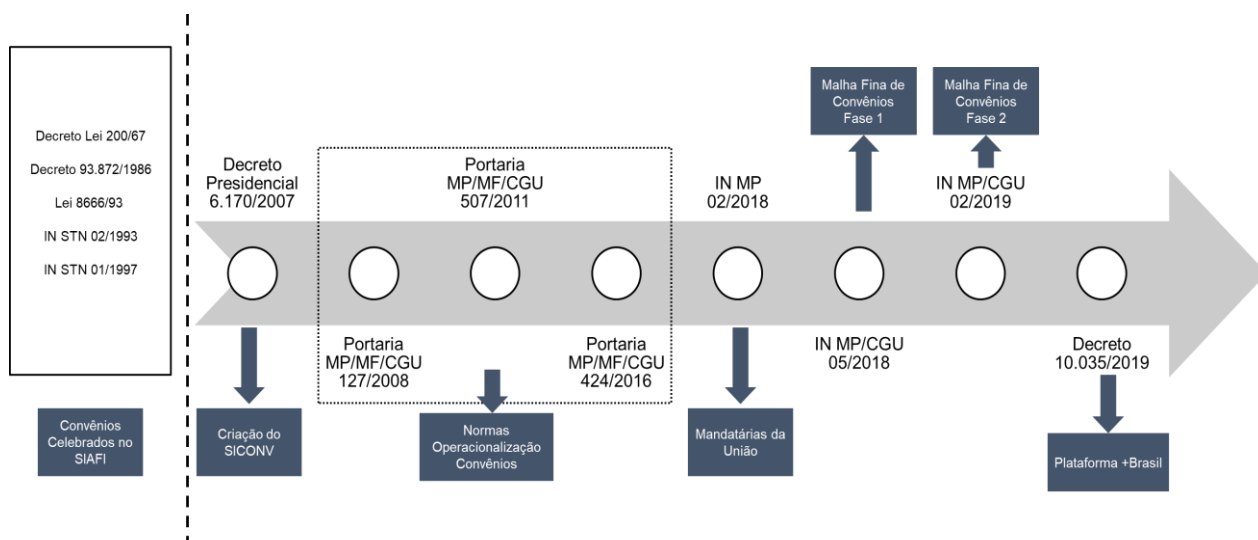 Decreto Lei 200/67
Decreto 93.872/1986
Lei 8666/93
IN STN 02/1993
IN STN 01/1997
Convênios
Celebrados no
SIAFI
Decreto
Presidencial
6.170/2007
Criação do
SICONV
Portaria
MP/MF/CGU
127/2008
Portaria
MP/MF/CGU
507/2011
Normas
Operacionalização
Convênios
Portaria
MP/MF/CGU
424/2016
IN MP
02/2018
Mandatárias da
União
Malha Fina de
Convênios
Fase 1
IN MP/CGU
05/2018
Malha Fina de
Convênios
Fase 2
IN MP/CGU
02/2019
Decreto
10.035/2019
Plataforma +Brasil